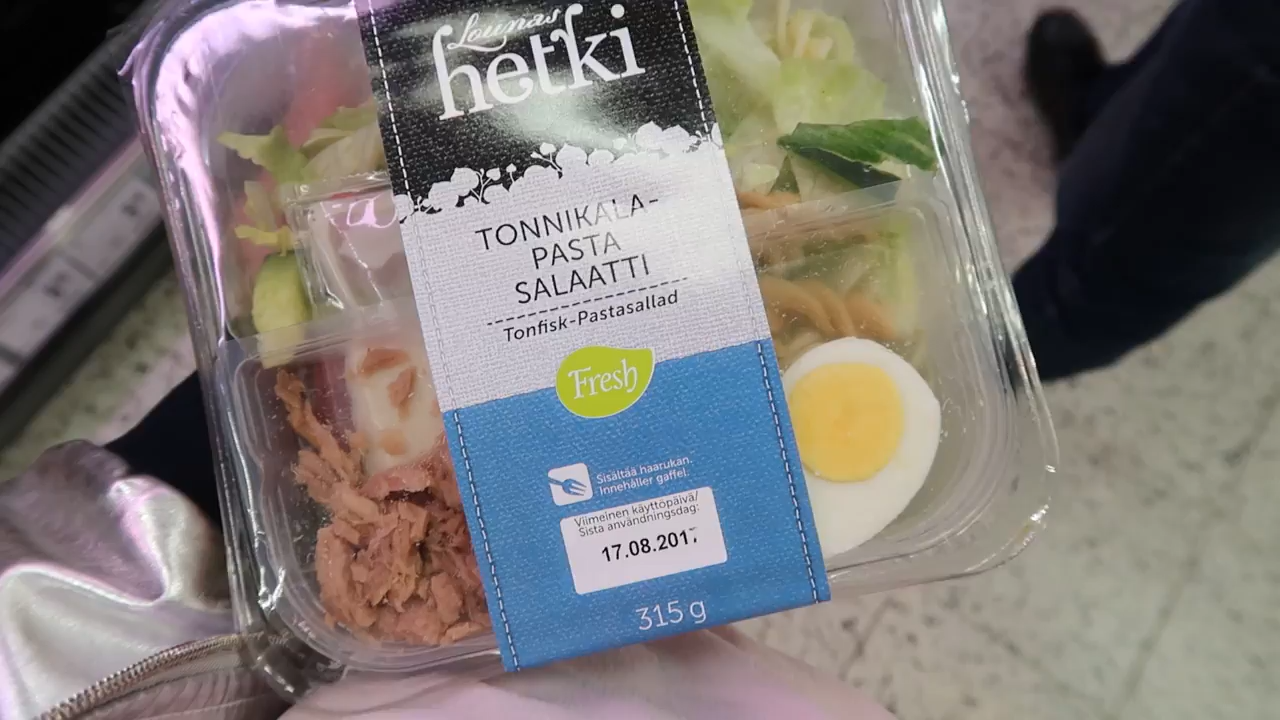 Lounas
hetki
TONNIKALA-
PASTA
SALAATTI
Tonfisk-Pastasallad
Fresh
Sisältää haarukan.
Innehåller gaffel.
Viimeinen käyttöpäivä/
Sista användningsdag:
17.08.2017
315 g